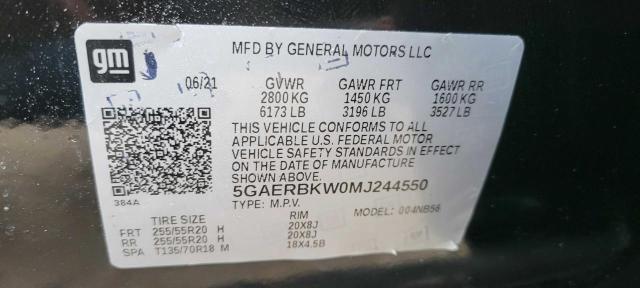 gm
MFD BY GENERAL MOTORS LLC
06/21 GVWR GAWR FRT GAWR RR
2800 KG 1450 KG 1600 KG
6173 LB 3196 LB 3527 LB
THIS VEHICLE CONFORMS TO ALL
APPLICABLE U.S. FEDERAL MOTOR
VEHICLE SAFETY STANDARDS IN EFFECT
ON THE DATE OF MANUFACTURE
SHOWN ABOVE.
384A
5GAERBKW0MJ244550
TYPE: M.P.V. MODEL: 004NB56
TIRE SIZE RIM
FRT 255/55R20 H 20X8J
RR 255/55R20 H 20X8J
SPA T135/70R18 M 18X4.5B